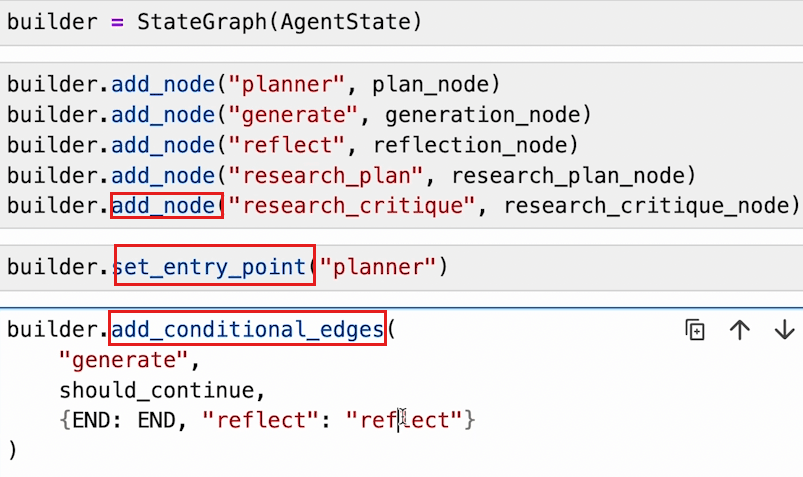 builder = StateGraph(AgentState)
builder.add_node("planner", plan_node)
builder.add_node("generate", generation_node)
builder.add_node("reflect", reflection_node)
builder.add_node("research_plan", research_plan_node)
builder.add_node("research_critique", research_critique_node)
builder.set_entry_point("planner")
builder.add_conditional_edges(
    "generate",
    should_continue,
    {END: END, "reflect": "reflect"}
)